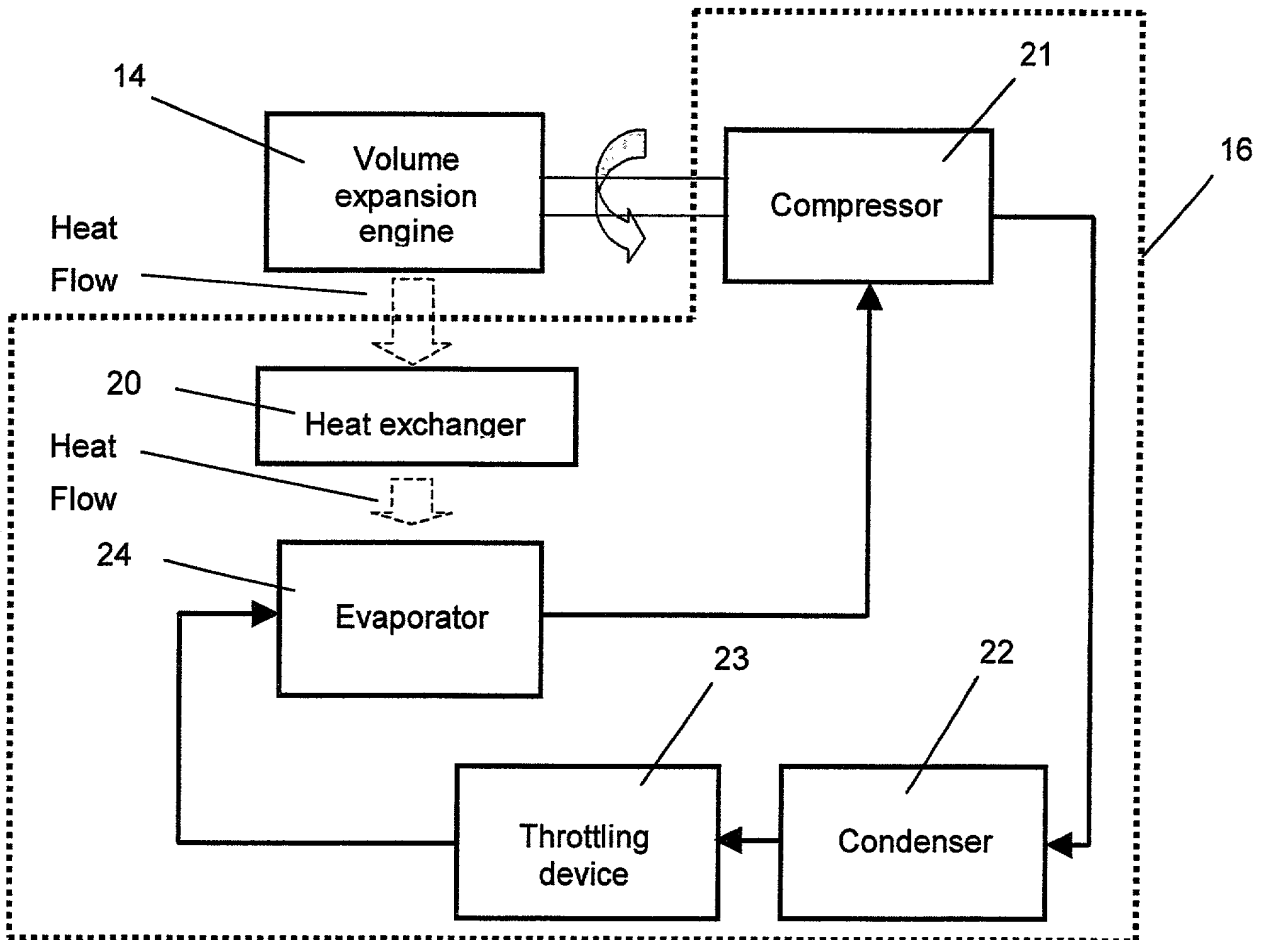 14
21
16
Volume
expansion
engine
Compressor
Heat
Flow
20
Heat exchanger
Heat
Flow
24
Evaporator
23
22
Throttling
device
Condenser